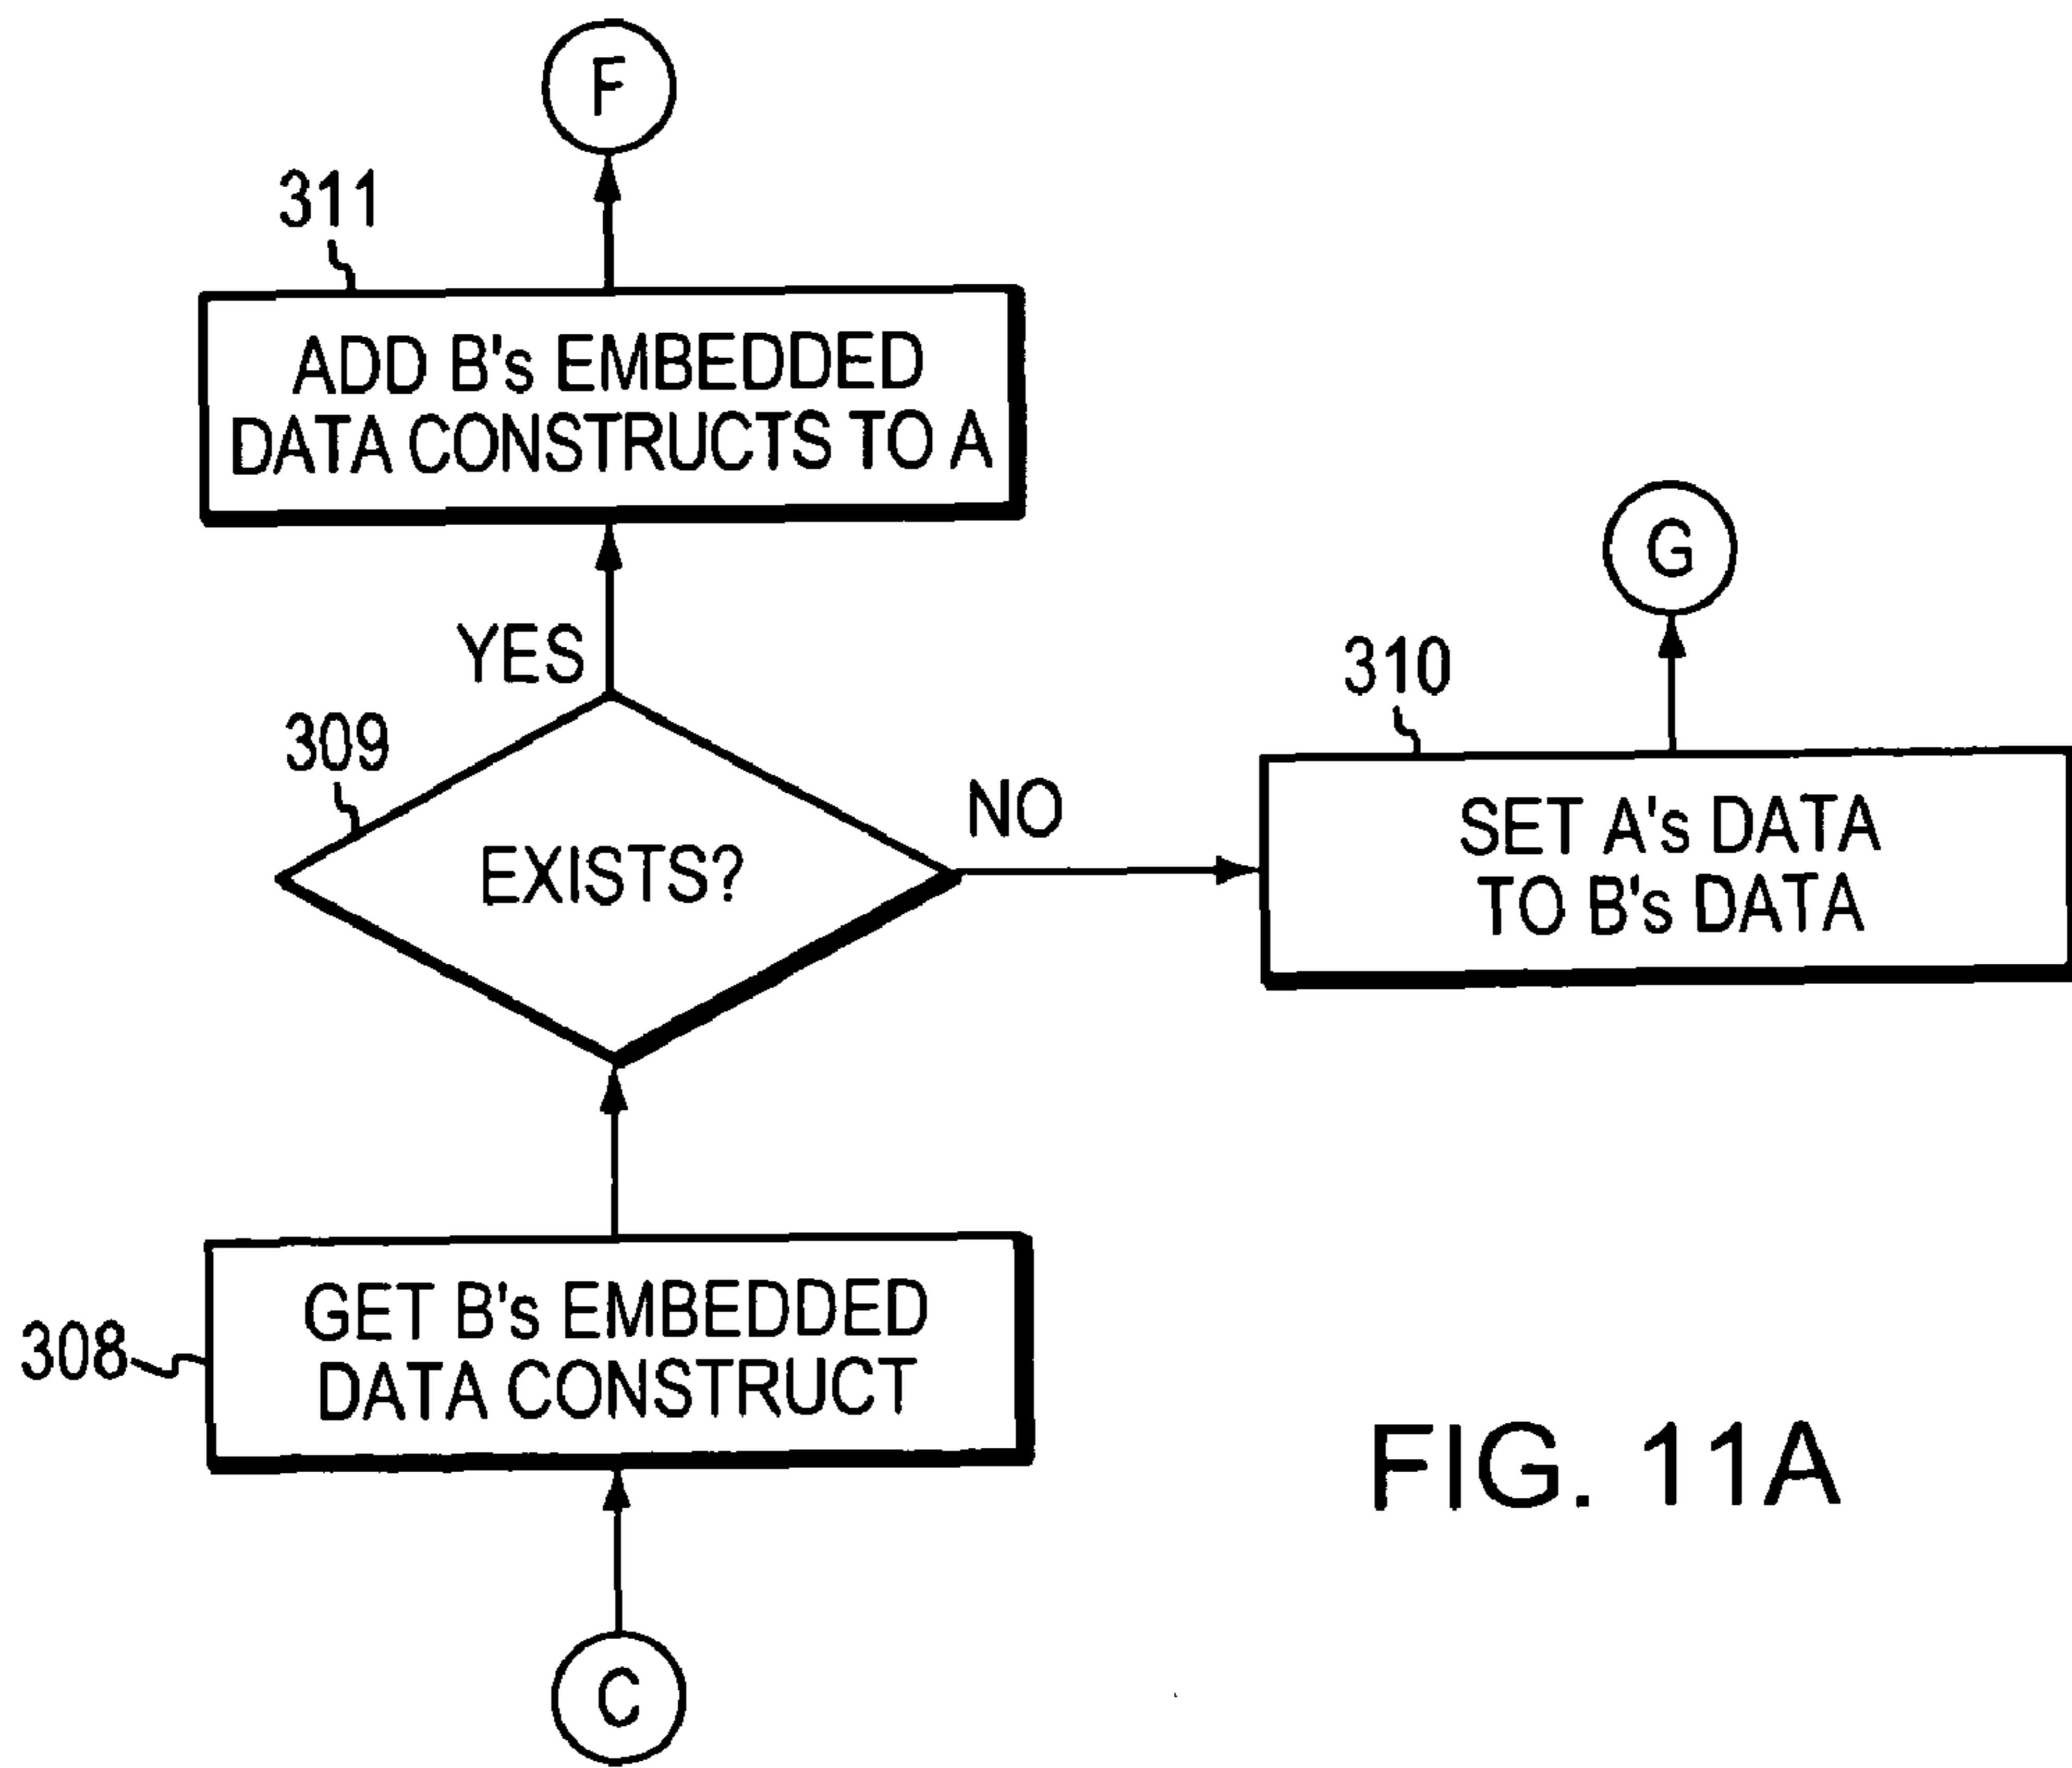 F
311
ADD B's EMBEDDED
DATA CONSTRUCTS TO A
G
YES
310
309
NO
EXISTS?
SET A's DATA
TO B's DATA
308
GET B's EMBEDDED
DATA CONSTRUCT
FIG. 11A
C